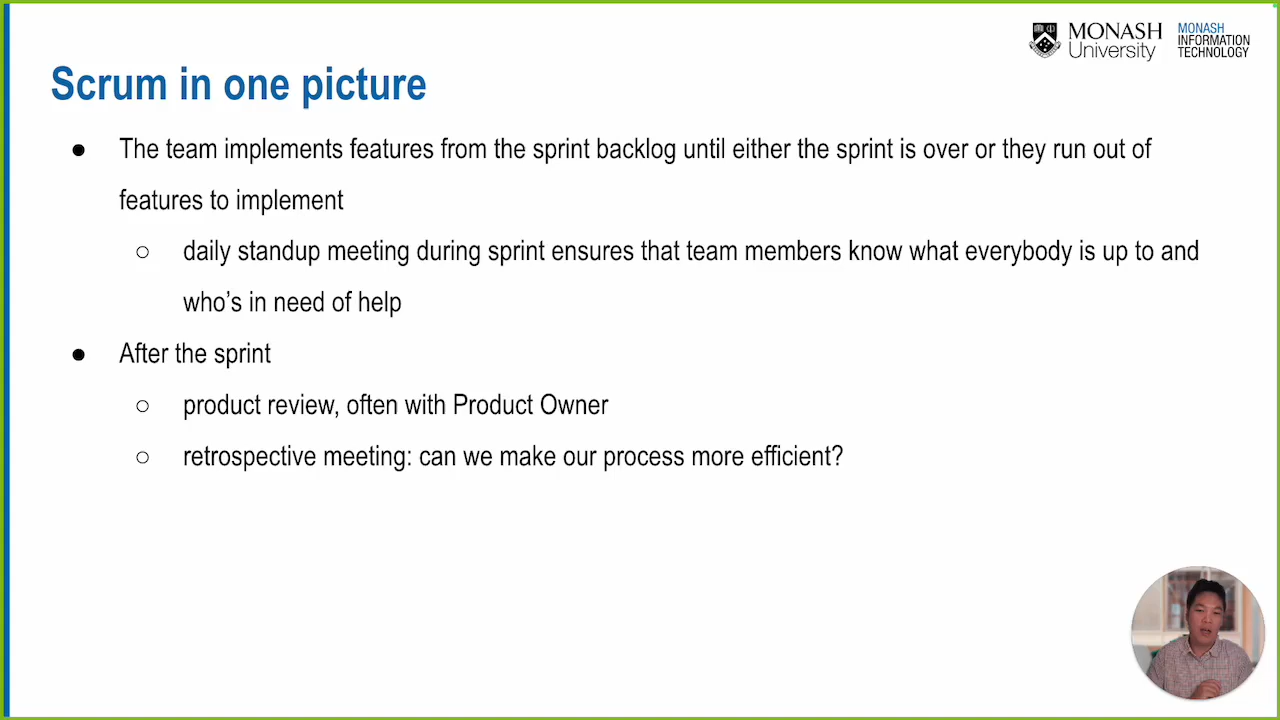 MONASH University
MONASH INFORMATION TECHNOLOGY
Scrum in one picture
● The team implements features from the sprint backlog until either the sprint is over or they run out of
features to implement
○ daily standup meeting during sprint ensures that team members know what everybody is up to and
who’s in need of help
● After the sprint
○ product review, often with Product Owner
○ retrospective meeting: can we make our process more efficient?